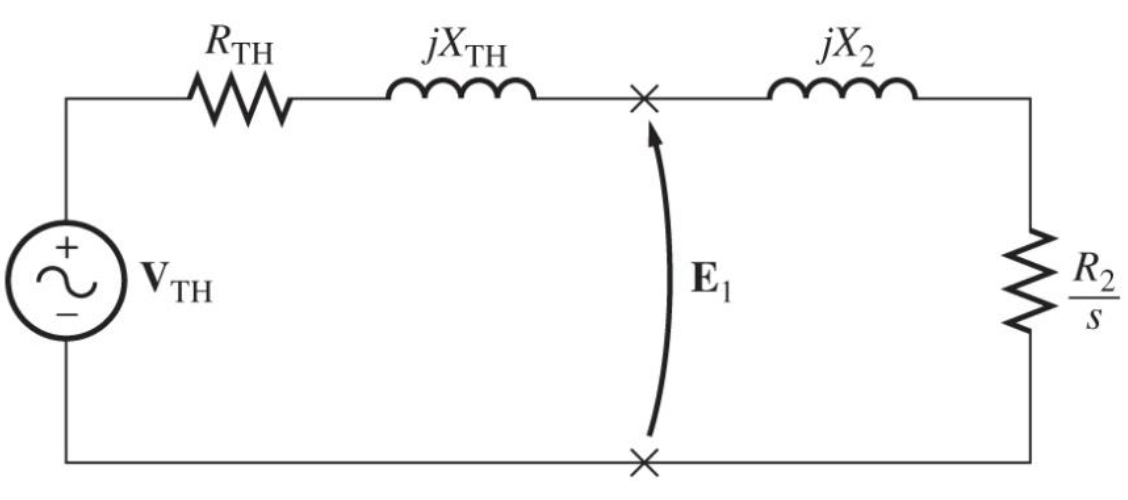 R_TH
jX_TH
jX_2
+
−
V_TH
E_1
R_2
s